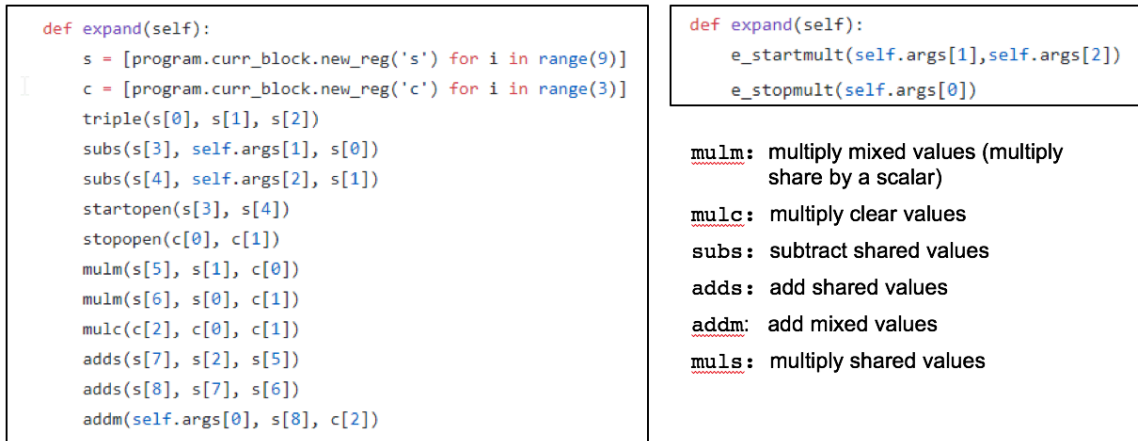 def expand(self):
s = [program.curr_block.new_reg('s') for i in range(9)]
c = [program.curr_block.new_reg('c') for i in range(3)]
triple(s[0], s[1], s[2])
subs(s[3], self.args[1], s[0])
subs(s[4], self.args[2], s[1])
startopen(s[3], s[4])
stopopen(c[0], c[1])
mulm(s[5], s[1], c[0])
mulm(s[6], s[0], c[1])
mulc(c[2], c[0], c[1])
adds(s[7], s[2], s[5])
adds(s[8], s[7], s[6])
addm(self.args[0], s[8], c[2])
def expand(self):
e_startmult(self.args[1],self.args[2])
e_stopmult(self.args[0])
mulm: multiply mixed values (multiply
share by a scalar)
mulc: multiply clear values
subs: subtract shared values
adds: add shared values
addm: add mixed values
muls: multiply shared values